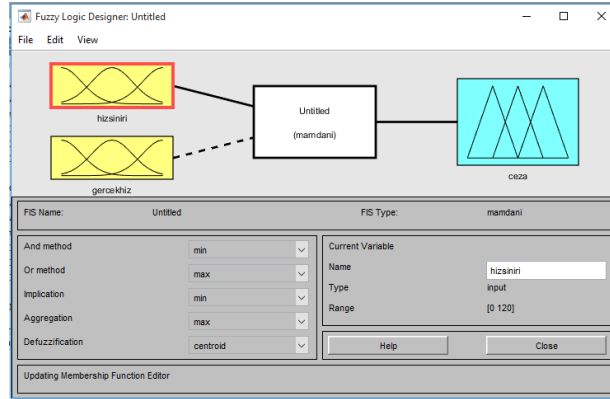 Fuzzy Logic Designer: Untitled
File Edit View
hizsiniri
gercekhiz
Untitled
(mamdani)
ceza
FIS Name: Untitled FIS Type: mamdani
And method min
Or method max
Implication min
Aggregation max
Defuzzification centroid
Current Variable
Name hizsiniri
Type input
Range [0 120]
Help Close
Updating Membership Function Editor